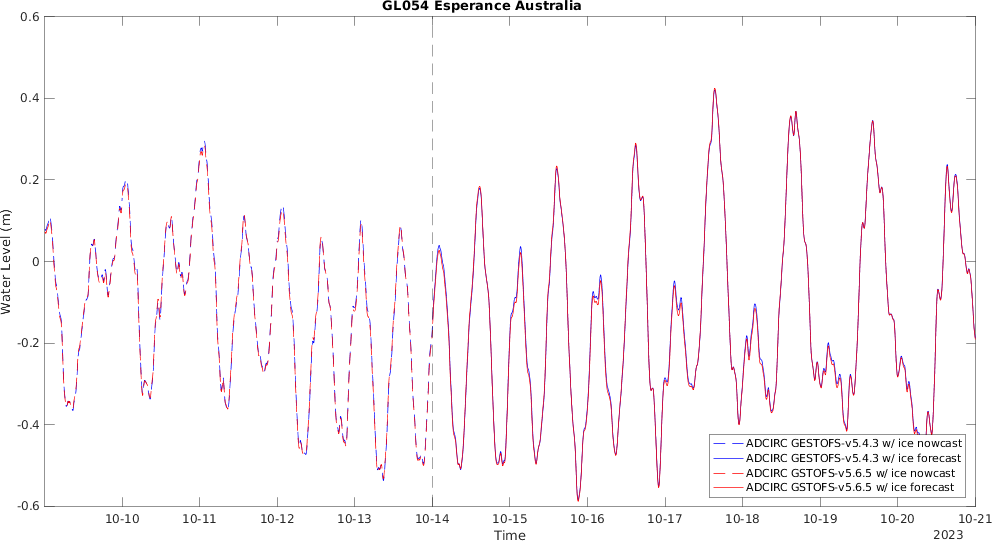 GL054 Esperance Australia
0.6
0.4
0.2
0
-0.2
-0.4
-0.6
Water Level (m)
ADCIRC GESTOFS-v5.4.3 w/ ice nowcast
ADCIRC GESTOFS-v5.4.3 w/ ice forecast
ADCIRC GSTOFS-v5.6.5 w/ ice nowcast
ADCIRC GSTOFS-v5.6.5 w/ ice forecast
10-10 10-11 10-12 10-13 10-14 10-15 10-16 10-17 10-18 10-19 10-20 10-21
Time
2023